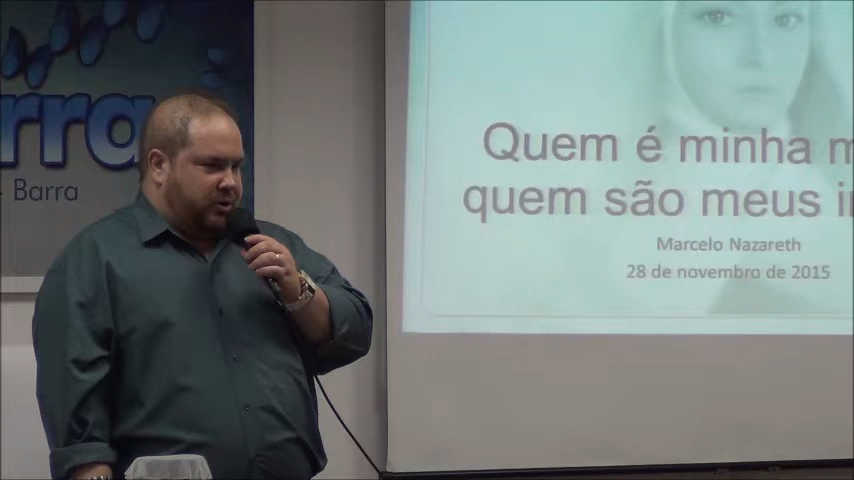 rra
- Barra
Quem é minha m
quem são meus i
Marcelo Nazareth
28 de novembro de 2015